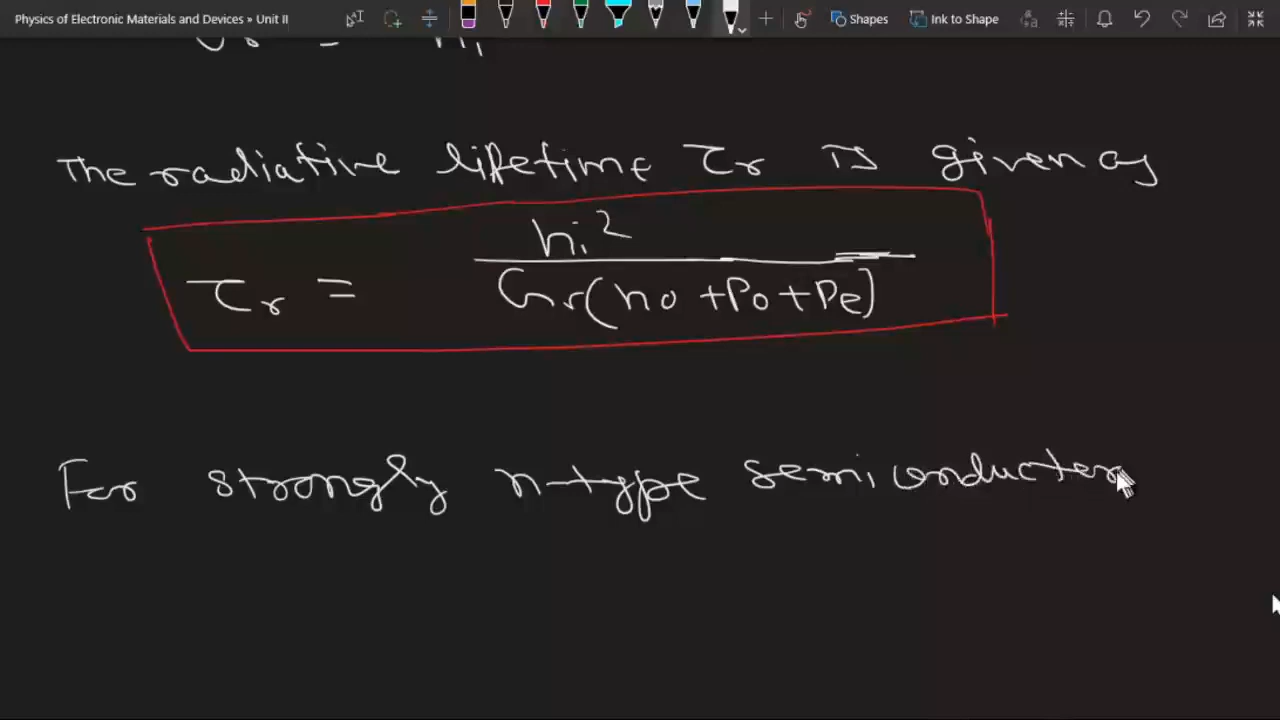 Physics of Electronic Materials and Devices » Unit II
Shapes
Ink to Shape
The radiative lifetime τr is given as
τr = ni² / Gr(no + Po + Pe)
For strongly n-type semiconductor